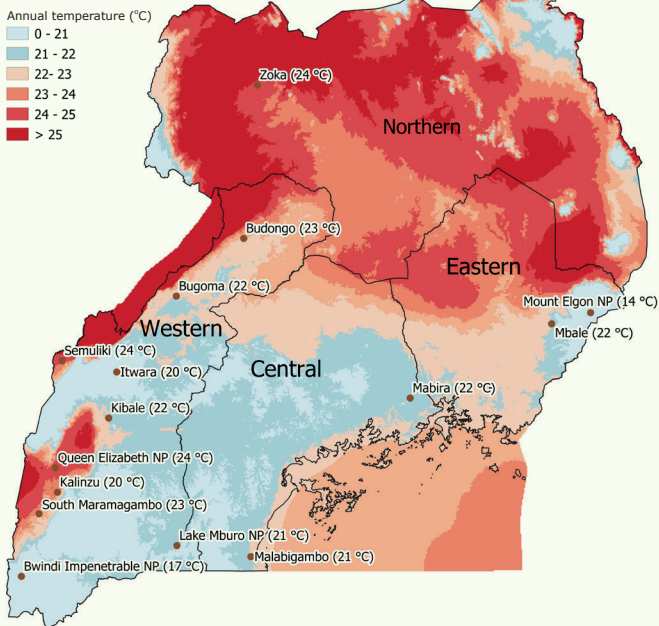 Annual temperature (°C)
0 - 21
21 - 22
22- 23
23 - 24
24 - 25
> 25
Zoka (24 °C)
Northern
Budongo (23 °C)
Eastern
Bugoma (22 °C)
Mount Elgon NP (14 °C)
Western
Mbale (22 °C)
Semuliki (24 °C)
Central
Itwara (20 °C)
Mabira (22 °C)
Kibale (22 °C)
Queen Elizabeth NP (24 °C)
Kalinzu (20 °C)
South Maramagambo (23 °C)
Lake Mburo NP (21 °C)
Malabigambo (21 °C)
Bwindi Impenetrable NP (17 °C)